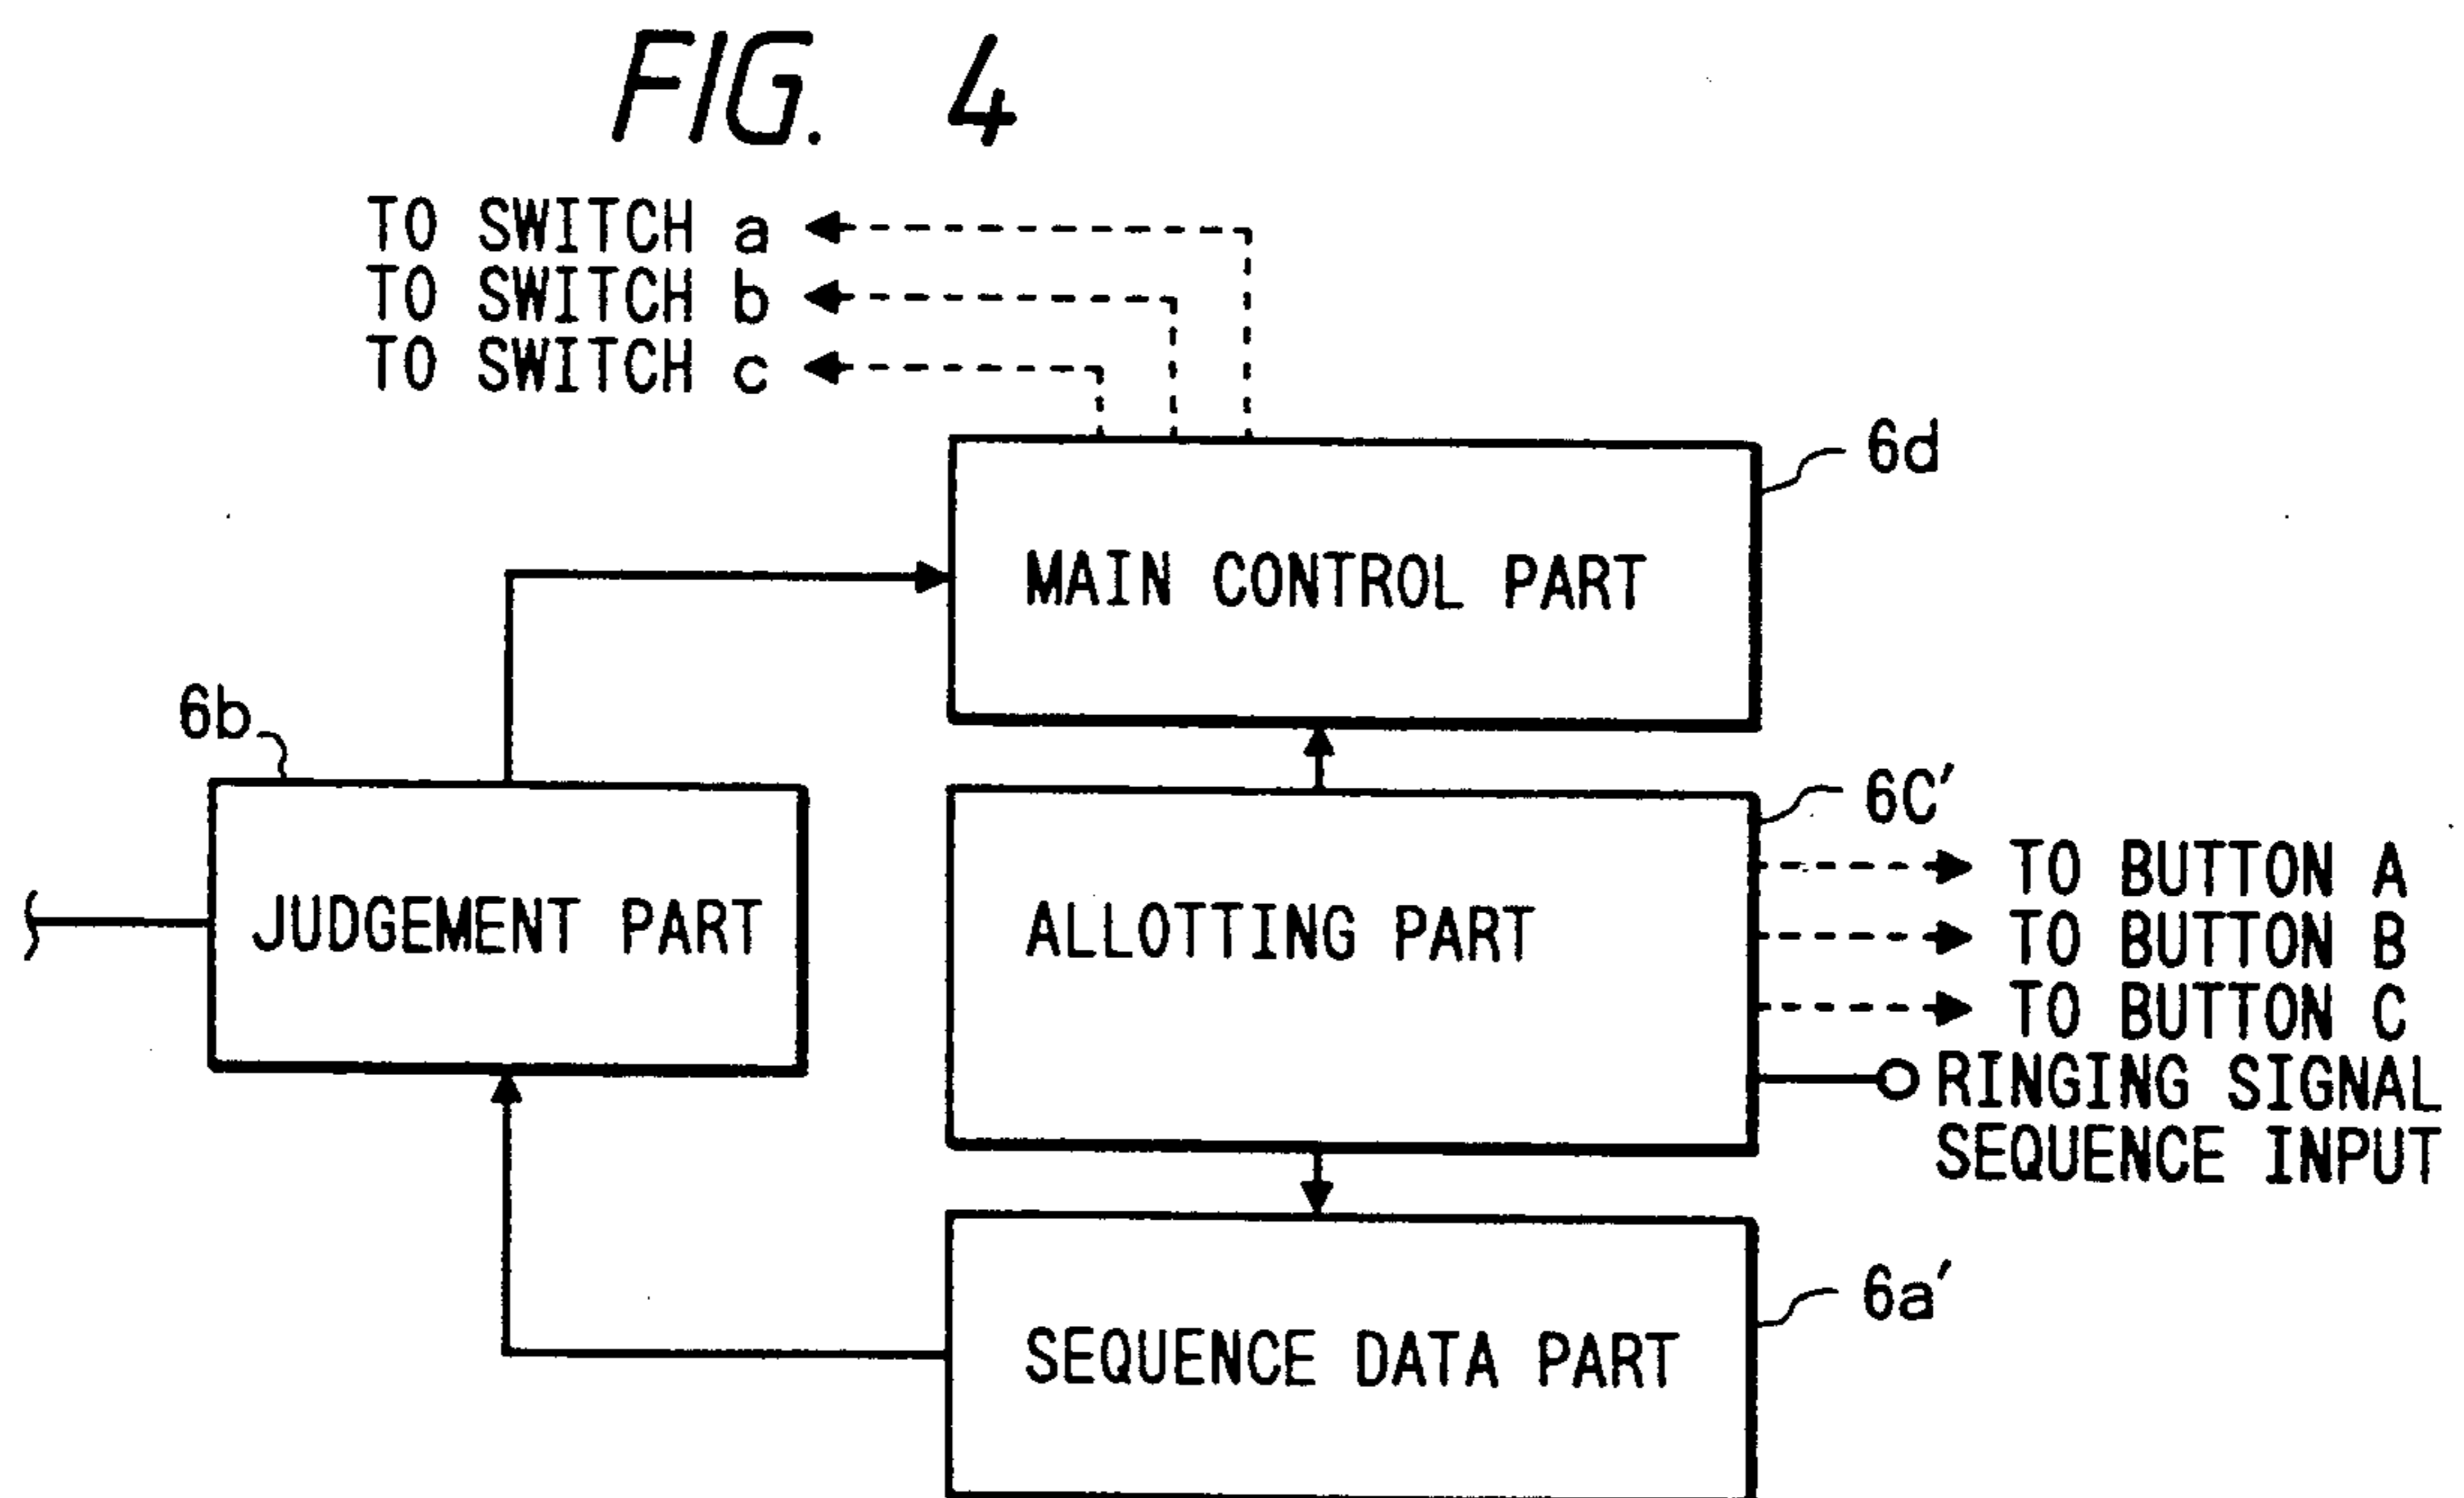 FIG. 4
TO SWITCH a
TO SWITCH b
TO SWITCH c
6d
MAIN CONTROL PART
6b
6C'
JUDGEMENT PART
ALLOTTING PART
TO BUTTON A
TO BUTTON B
TO BUTTON C
RINGING SIGNAL
SEQUENCE INPUT
6a'
SEQUENCE DATA PART